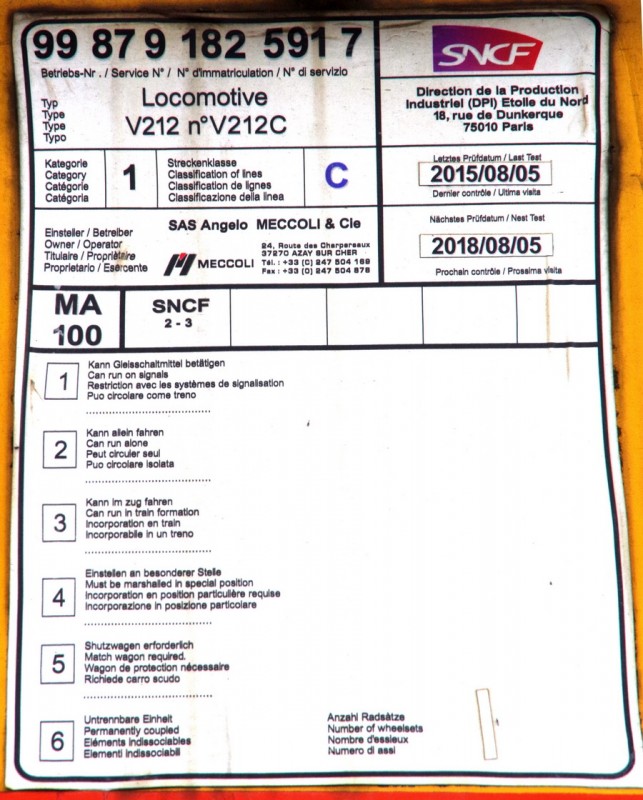 99 87 9 182 591 7
Betriebs-Nr . / Service N° / N° d'immatriculation / N° di servizio
SNCF
Direction de la Production
Industriel (DPI) Etoile du Nord
18, rue de Dunkerque
75010 Paris
Typ
Type
Type
Typo
Locomotive
V212 n°V212C
Kategorie
Category
Catégorie
Catégoria
1
Streckenklasse
Classification of lines
Classification de lignes
Classificazione della linea
C
Letztes Prüfdatum / Last Test
2015/08/05
Dernier contrôle / Ultima visita
Einsteller / Betreiber
Owner / Operator
Titulaire / Propriètaire
Proprietario / Esercente
SAS Angelo MECCOLI & Cie
MECCOLI
24, Route des Charpereaux
37270 AZAY SUR CHER
Tél. : +33 (0) 247 504 169
Fax : +33 (0) 247 504 878
Nächstes Prüfdatum / Nest Test
2018/08/05
Prochain contrôle / Prossima visita
MA
100
SNCF
2 - 3
1
Kann Gleisschaltmittel betätigen
Can run on signals
Restriction avec les systèmes de signalisation
Puo circolare come treno
2
Kann allein fahren
Can run alone
Peut circuler seul
Puo circolare isolata
3
Kann im zug fahren
Can run in train formation
Incorporation en train
Incorporabile in un treno
4
Einstellen an besonderer Stelle
Must be marshalled in special position
Incorporation en position particulière requise
Incorporazione in posizione particolare
5
Shutzwagen erforderlich
Match wagon required.
Wagon de protection nécessaire
Richiede carro scudo
6
Untrennbare Einheit
Permanently coupled
Eléments indissociables
Elementi indissociabili
Anzahl Radsätze
Number of wheelsets
Nombre d'essieux
Numero di assi